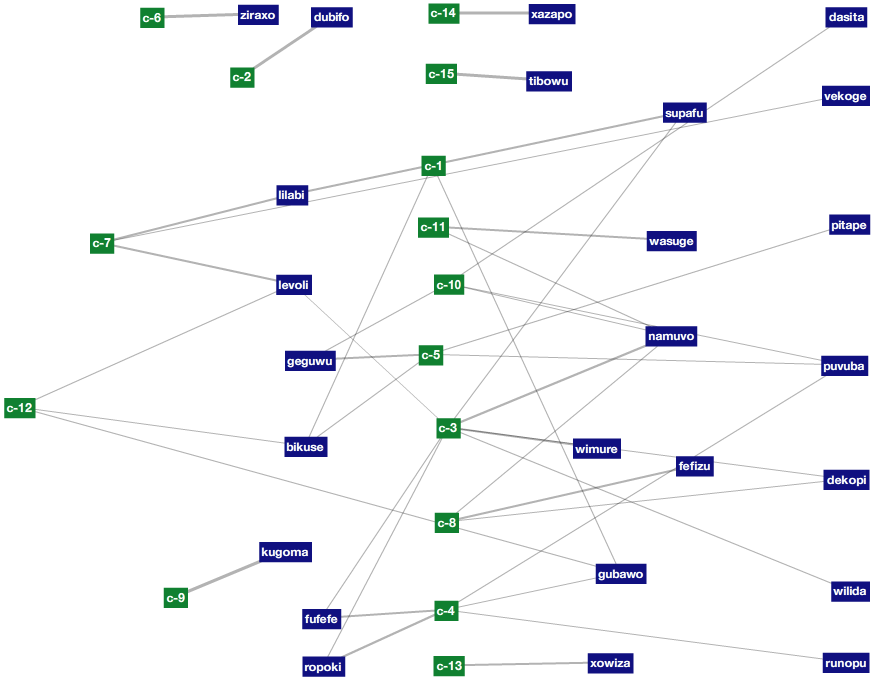 c-6
ziraxo
dubifo
c-14
xazapo
dasita
c-2
c-15
tibowu
vekoge
supafu
c-1
lilabi
c-7
c-11
wasuge
pitape
levoli
c-10
namuvo
geguwu
c-5
puvuba
c-12
bikuse
c-3
wimure
fefizu
dekopi
c-8
kugoma
gubawo
c-9
wilida
fufefe
c-4
ropoki
c-13
xowiza
runopu